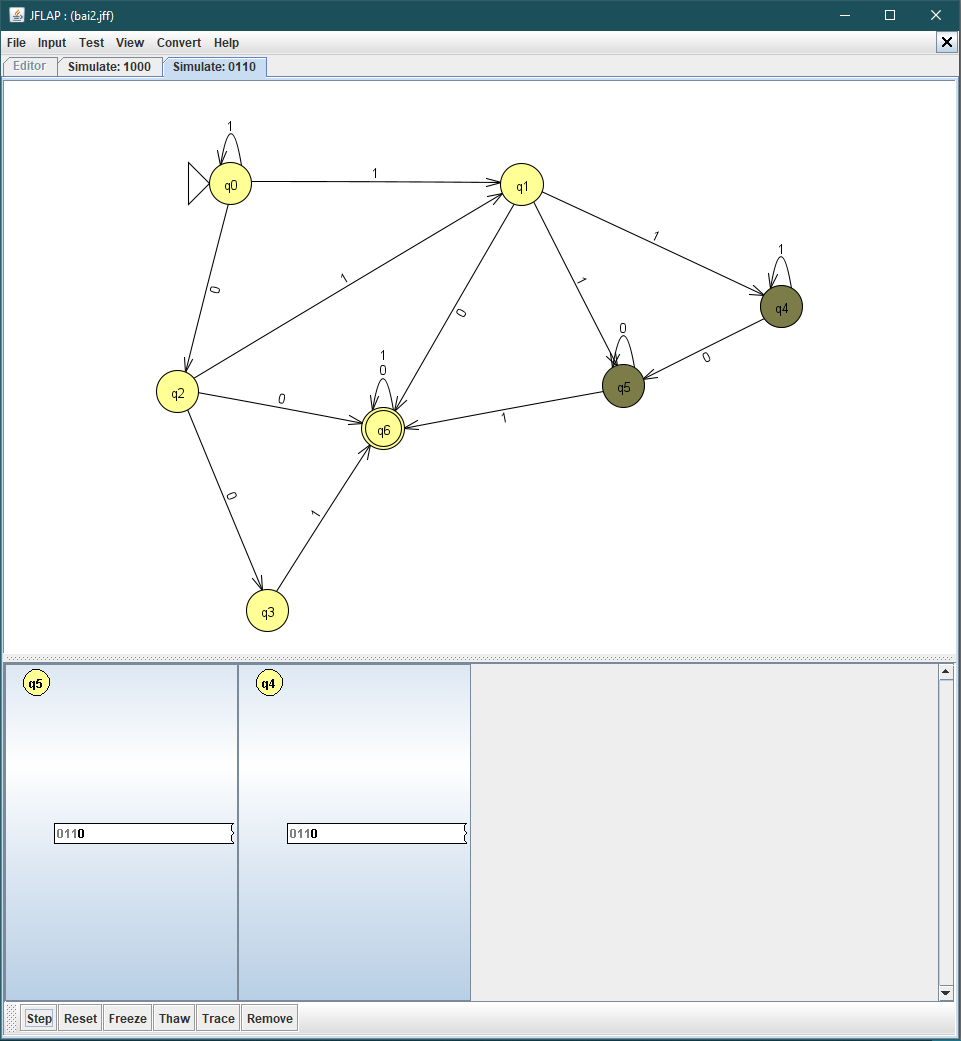 JFLAP : (bai2.jff)
File Input Test View Convert Help
Editor Simulate: 1000 Simulate: 0110
1
q0
1
q1
1
1
q4
0
1
1
0
0
0
q5
1
0
q2
0
1
0
q6
1
0
1
q3
q5 q4
0110 0110
Step Reset Freeze Thaw Trace Remove